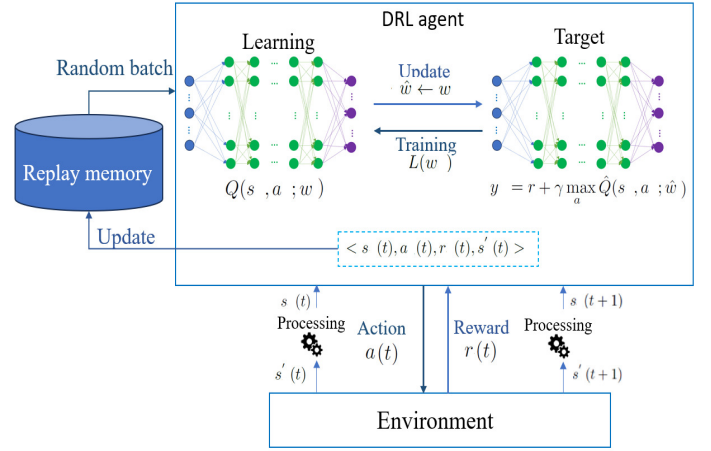 DRL agent
Learning
Target
Random batch
Update
ŵ ← w
Training
L(w )
Replay memory
Q(s , a ; w )
y = r + γ max Q̂(s , a ; ŵ )
a
Update
< s (t), a (t), r (t), s′ (t) >
s (t)
s (t+1)
Processing
Action
a(t)
Reward
r(t)
Processing
s′ (t)
s′ (t+1)
Environment